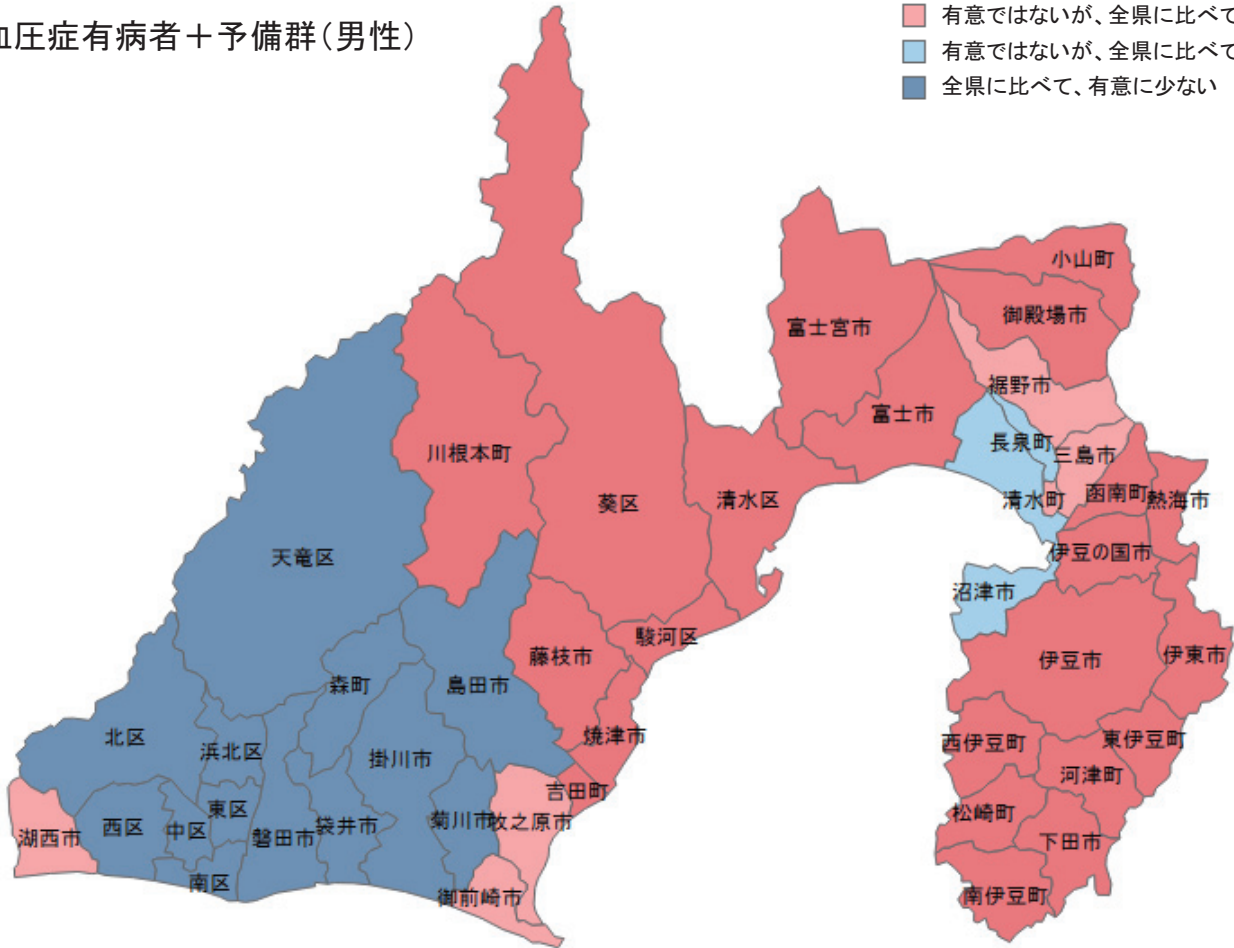 血圧症有病者＋予備群（男性）
有意ではないが、全県に比べて
有意ではないが、全県に比べて
全県に比べて、有意に少ない
小山町
御殿場市
富士宮市
裾野市
富士市
長泉町
三島市
川根本町
清水町
函南町
熱海市
葵区
清水区
伊豆の国市
天竜区
沼津市
駿河区
藤枝市
伊豆市
伊東市
森町
島田市
北区
浜北区
掛川市
焼津市
西伊豆町
東伊豆町
河津町
吉田町
東区
松崎町
湖西市
西区
中区
磐田市
袋井市
菊川市
牧之原市
下田市
南区
御前崎市
南伊豆町